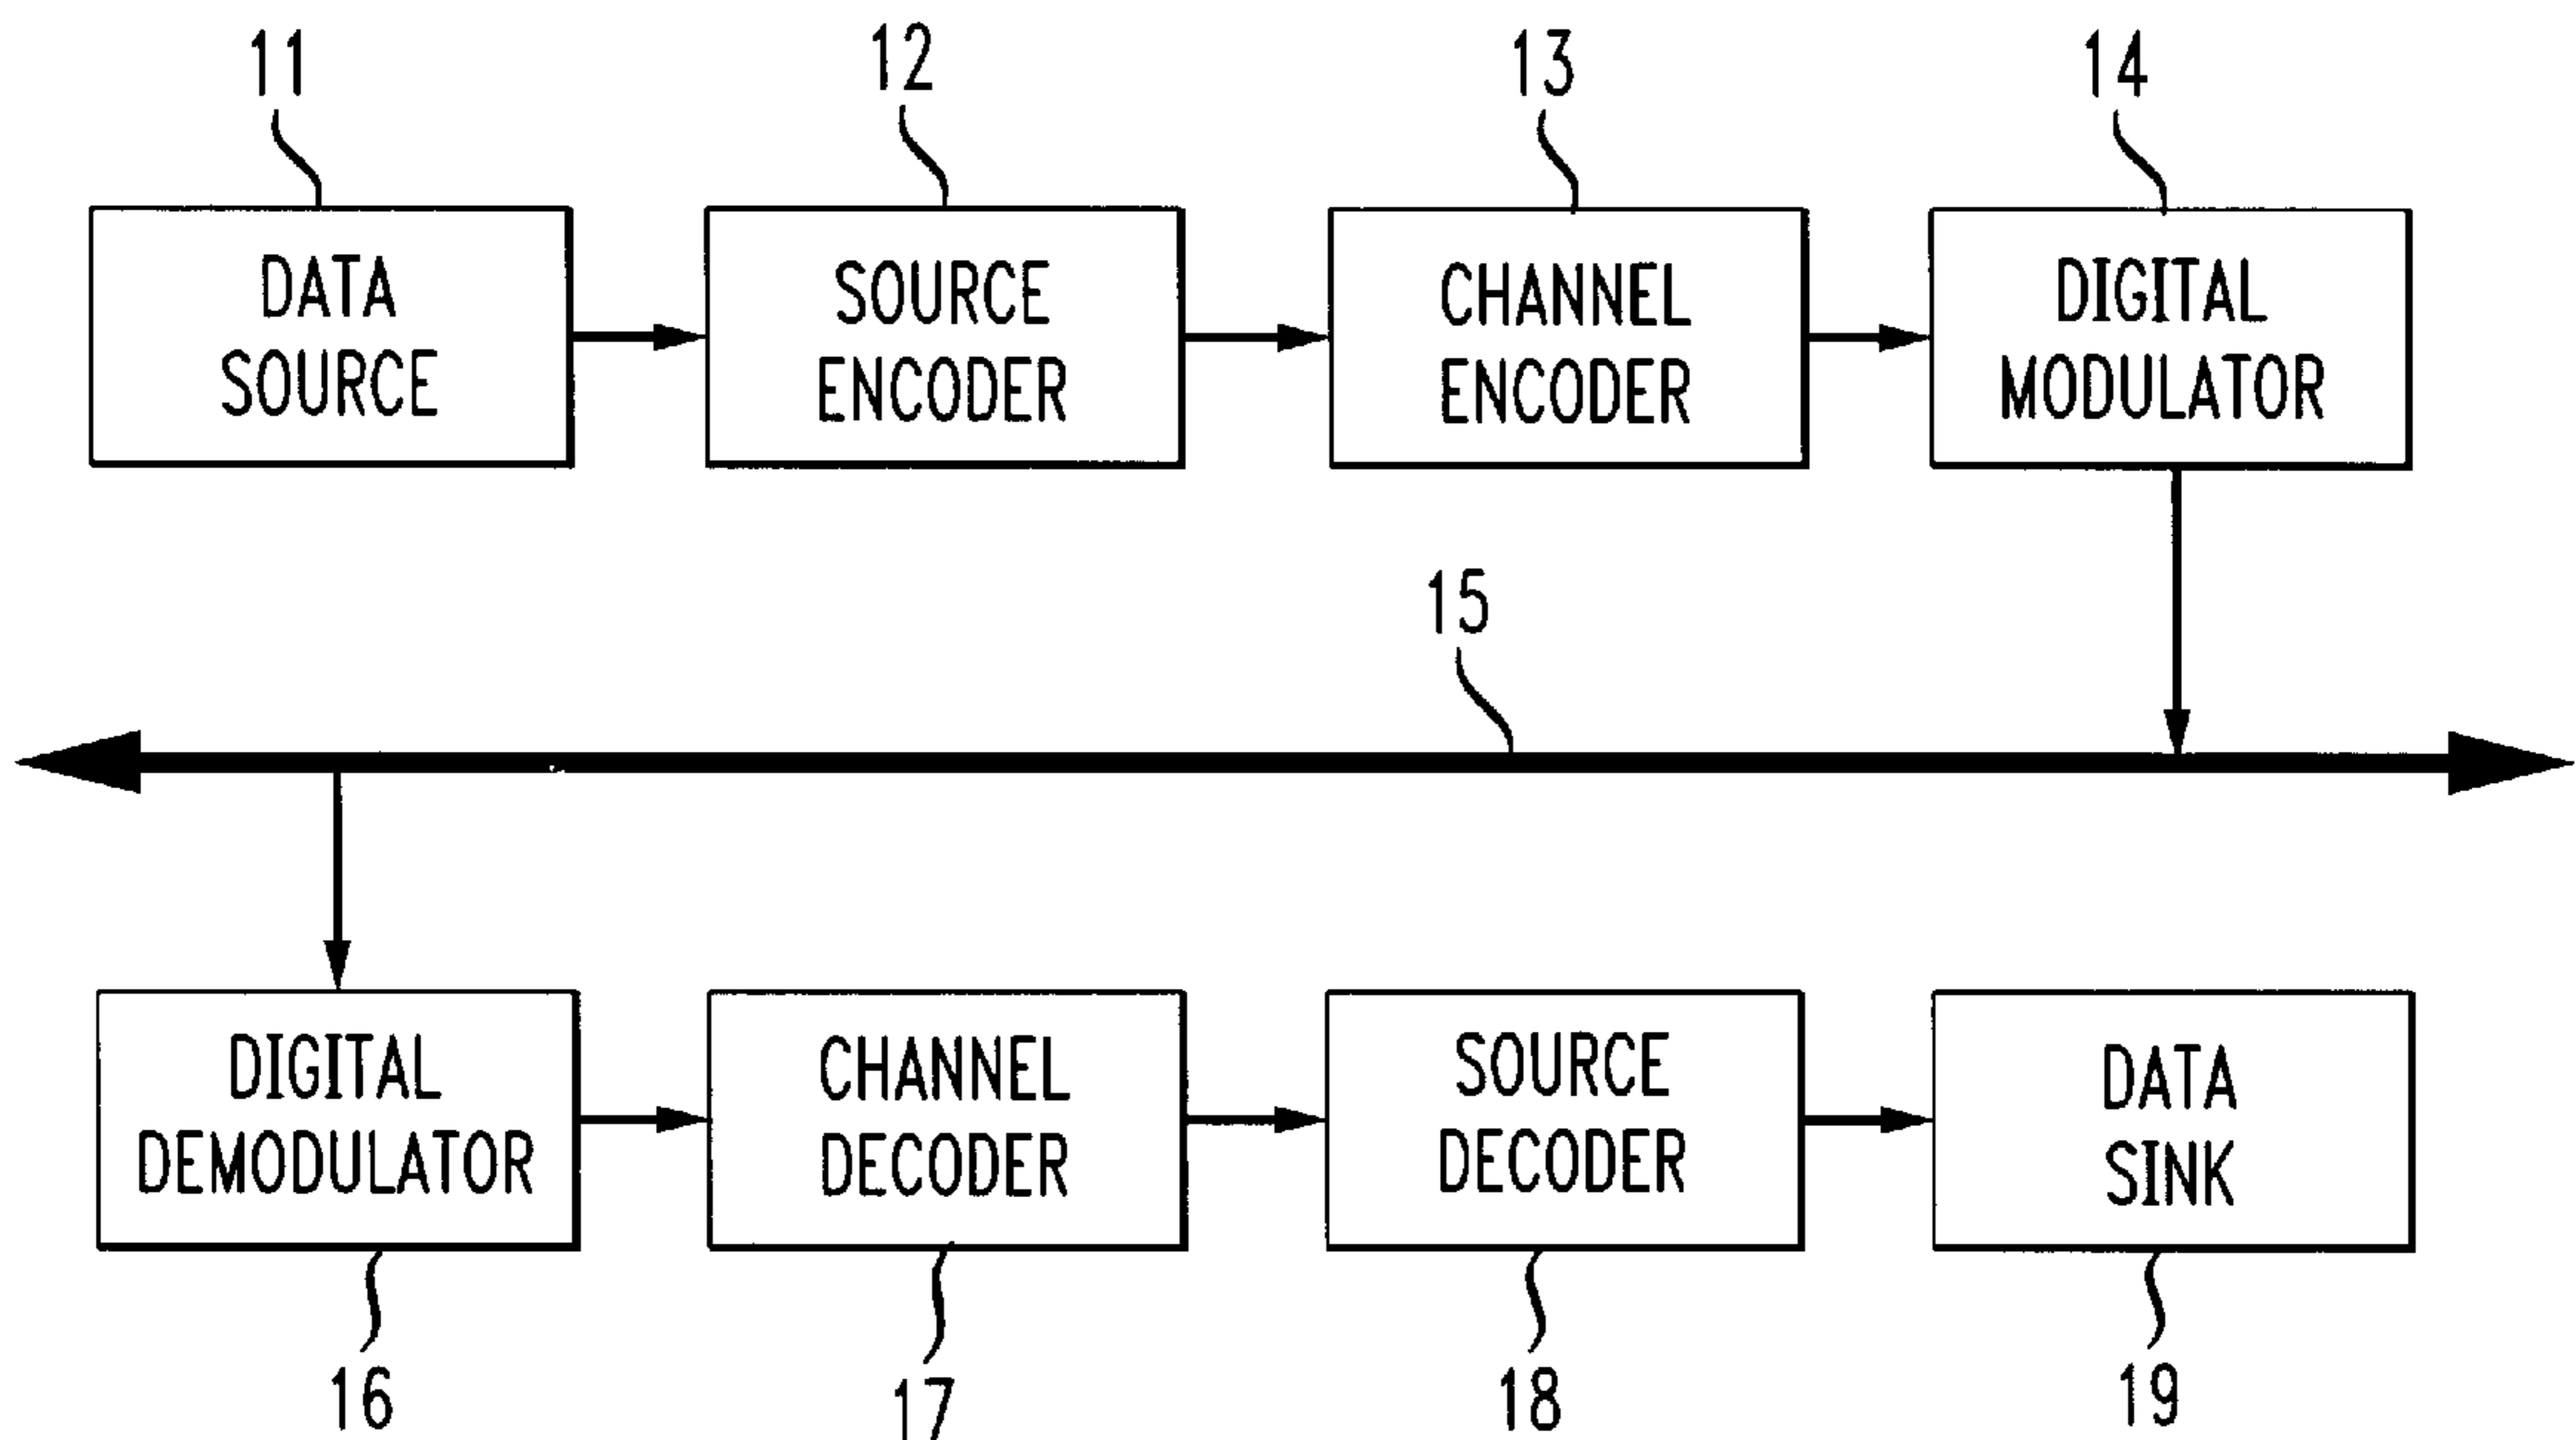 11
12
13
14
DATA
SOURCE
SOURCE
ENCODER
CHANNEL
ENCODER
DIGITAL
MODULATOR
15
DIGITAL
DEMODULATOR
CHANNEL
DECODER
SOURCE
DECODER
DATA
SINK
16
17
18
19